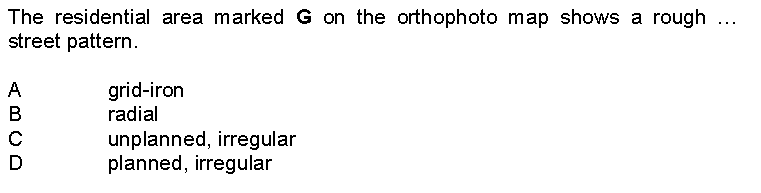 The residential area marked G on the orthophoto map shows a rough …
street pattern.
A grid-iron
B radial
C unplanned, irregular
D planned, irregular